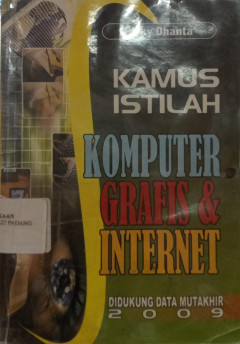 Dhanta
KAMUS
ISTILAH
KOMPUTER
GRAFIS &
INTERNET
DIDUKUNG DATA MUTAKHIR
2009